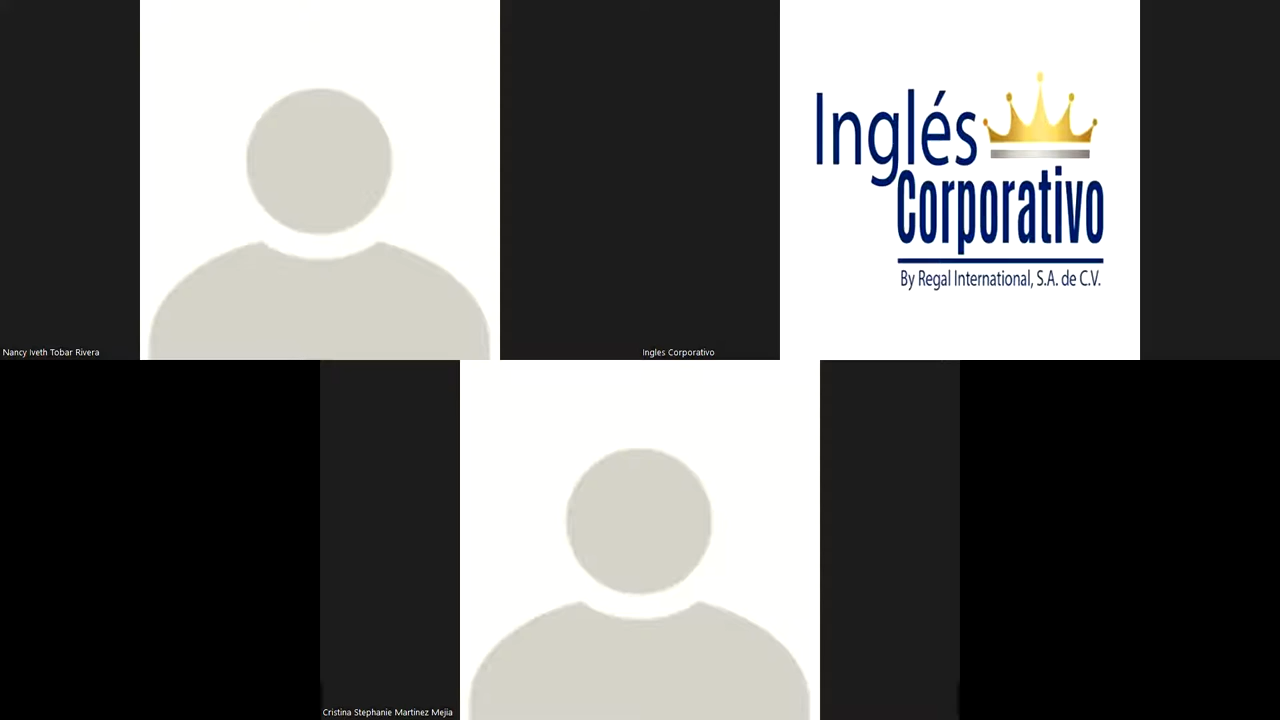 Inglés
Corporativo
By Regal International, S.A. de C.V.
Nancy Iveth Tobar Rivera
Ingles Corporativo
Cristina Stephanie Martinez Mejia